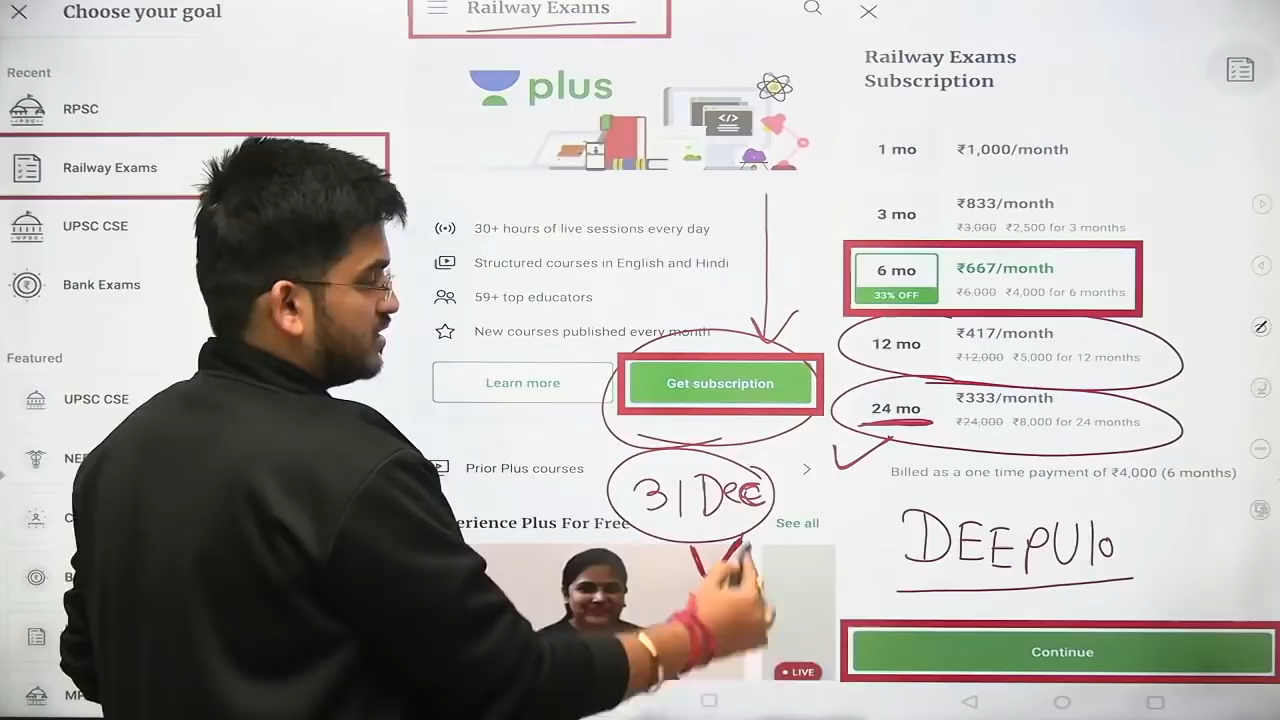 Choose your goal
Recent
RPSC
Railway Exams
UPSC CSE
Bank Exams
Featured
UPSC CSE
Railway Exams
plus
30+ hours of live sessions every day
Structured courses in English and Hindi
59+ top educators
New courses published every month
Learn more
Get subscription
Prior Plus courses
31 Dec
Plus For Free
See all
LIVE
Railway Exams
Subscription
1 mo ₹1,000/month
3 mo ₹833/month
₹3,000 ₹2,500 for 3 months
6 mo ₹667/month
33% OFF ₹6,000 ₹4,000 for 6 months
12 mo ₹417/month
₹12,000 ₹5,000 for 12 months
24 mo ₹333/month
₹24,000 ₹8,000 for 24 months
Billed as a one time payment of ₹4,000 (6 months)
DEEPU10
Continue